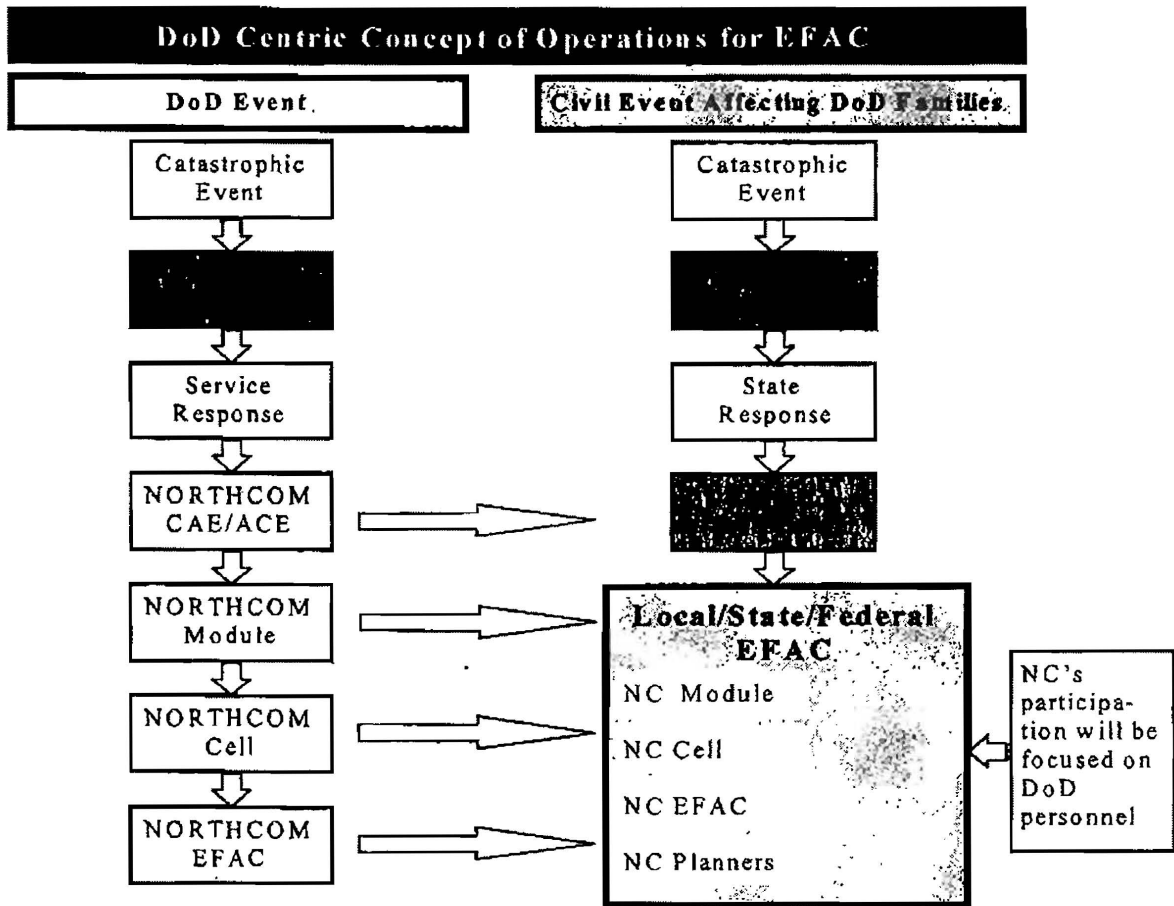 DoD Centric Concept of Operations for EFAC
DoD Event
Catastrophic
Event
Service
Response
NORTHCOM
CAE/ACE
NORTHCOM
Module
NORTHCOM
Cell
NORTHCOM
EFAC
Civil Event Affecting DoD Families
Catastrophic
Event
State
Response
Local/State/Federal
EFAC
NC Module
NC Cell
NC EFAC
NC Planners
NC's
participa-
tion will be
focused on
DoD
personnel